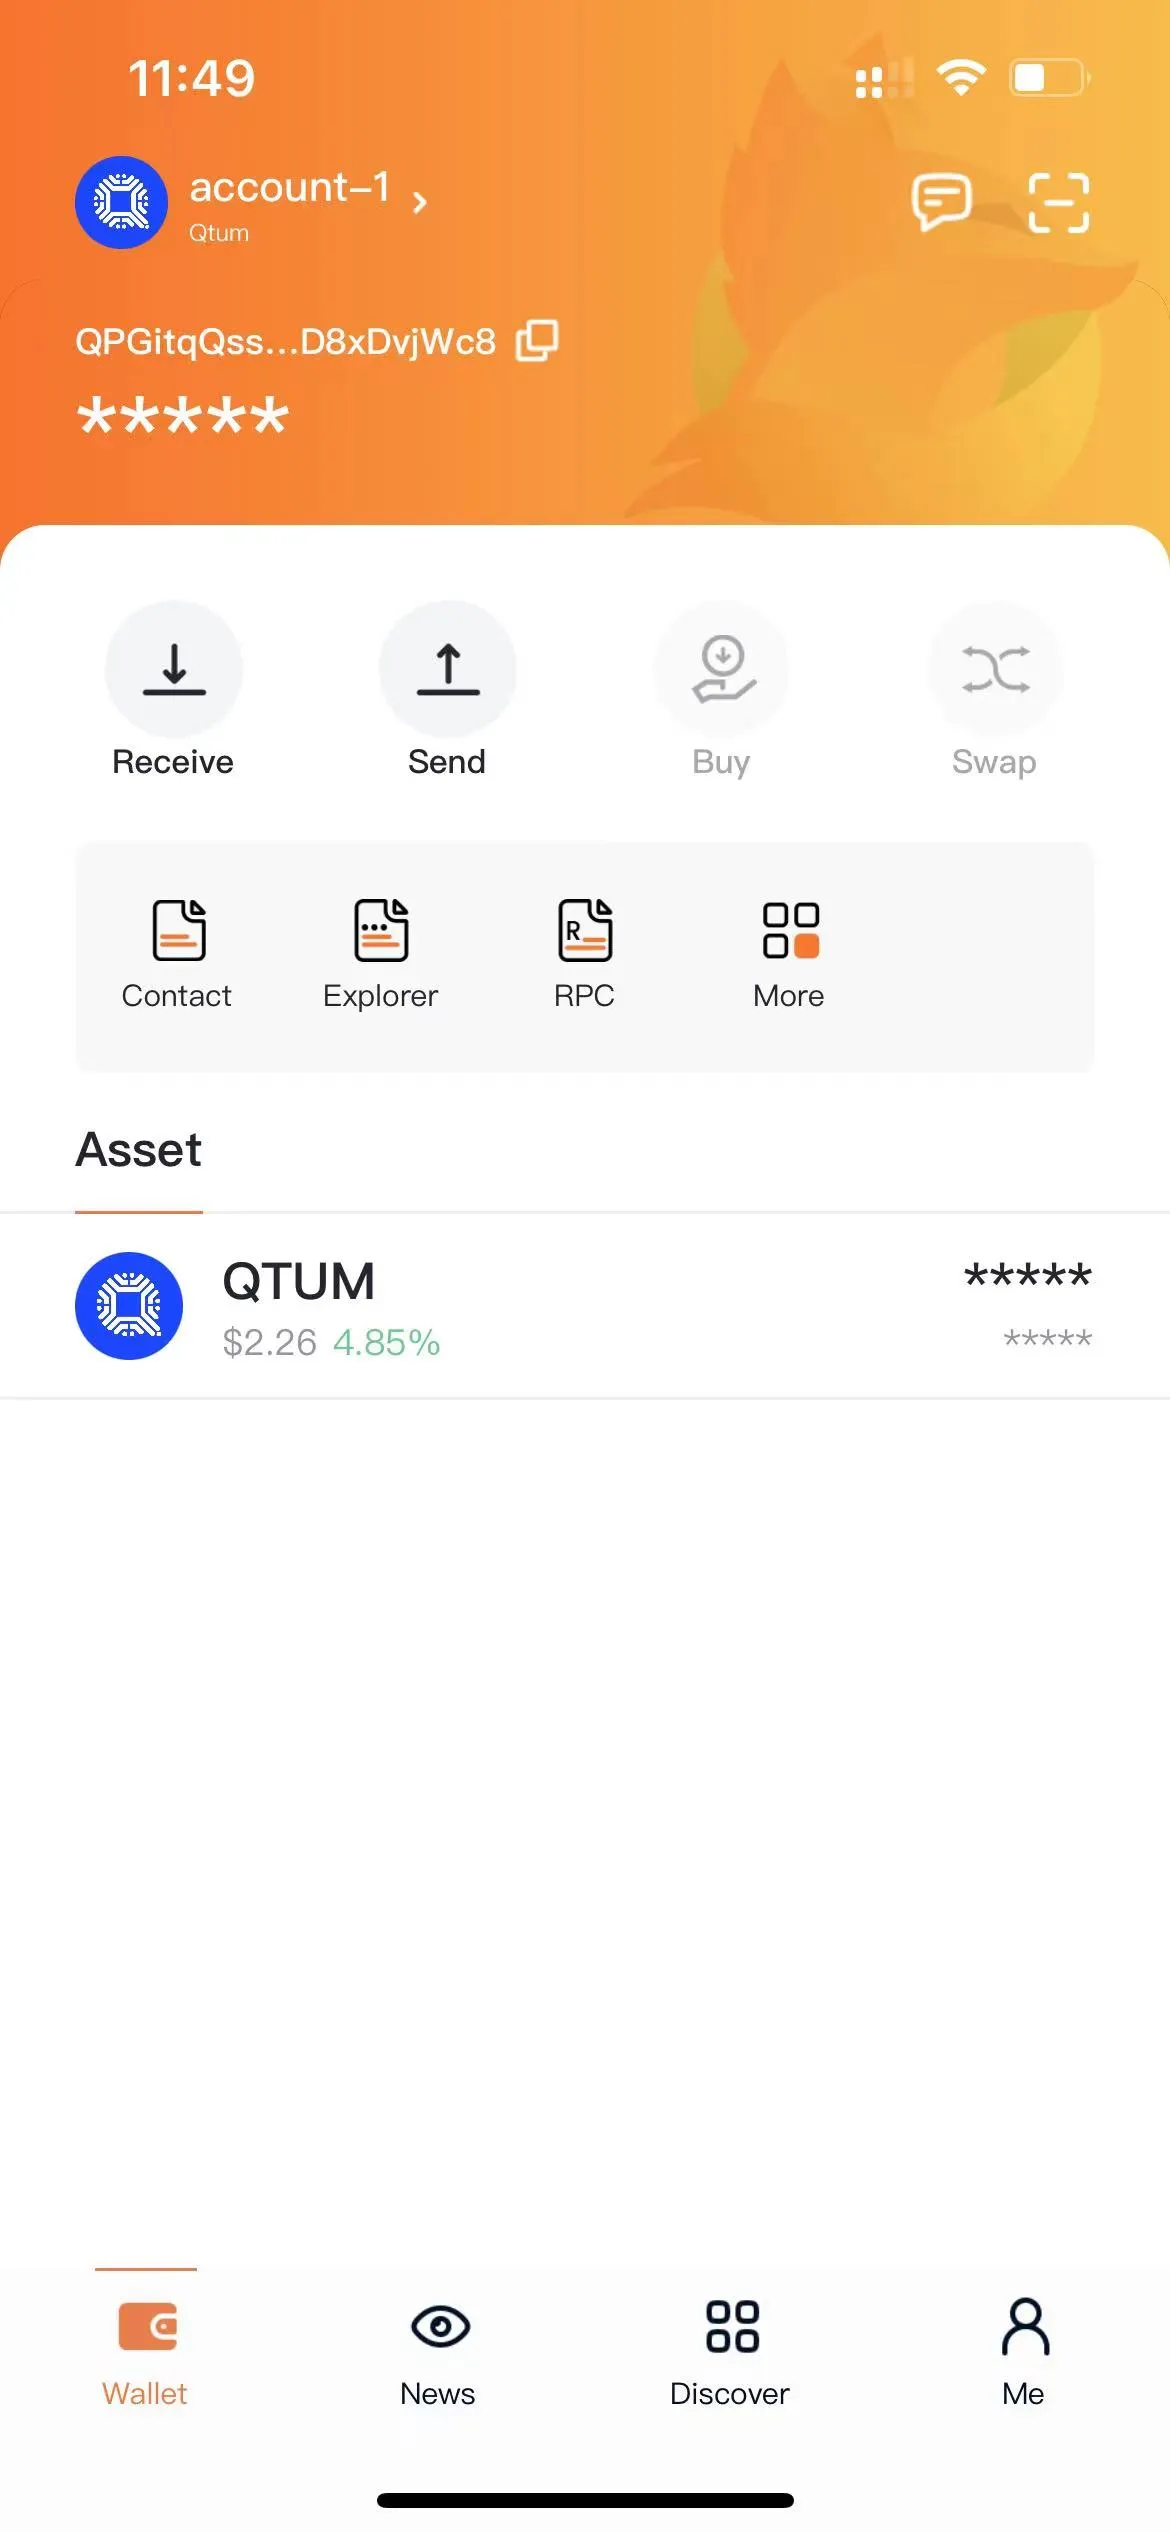 11:49
account-1
Qtum
QPGitqQss...D8xDvjWc8
*****
Receive
Send
Buy
Swap
Contact
Explorer
R
RPC
More
Asset
QTUM
*****
$2.26 4.85%
*****
Wallet
News
Discover
Me